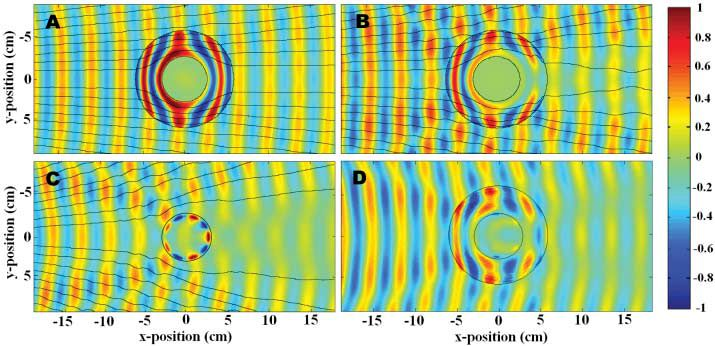 A B 1
-5 0.8
0.6
0 0.4
5 0.2
0
C D -0.2
-5 -0.4
0 -0.6
5 -0.8
-1
y-position (cm)
y-position (cm)
-15 -10 -5 0 5 10 15 -15 -10 -5 0 5 10 15
x-position (cm) x-position (cm)